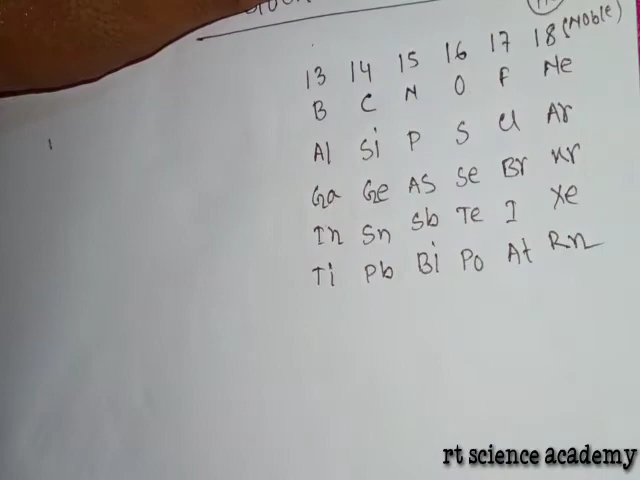 13 14 15 16 17 18 (Noble)
B C N O F Ne
Al Si P S Cl Ar
Ga Ge AS Se Br Kr
In Sn Sb Te I Xe
Ti Pb Bi Po At Rn
rt science academy